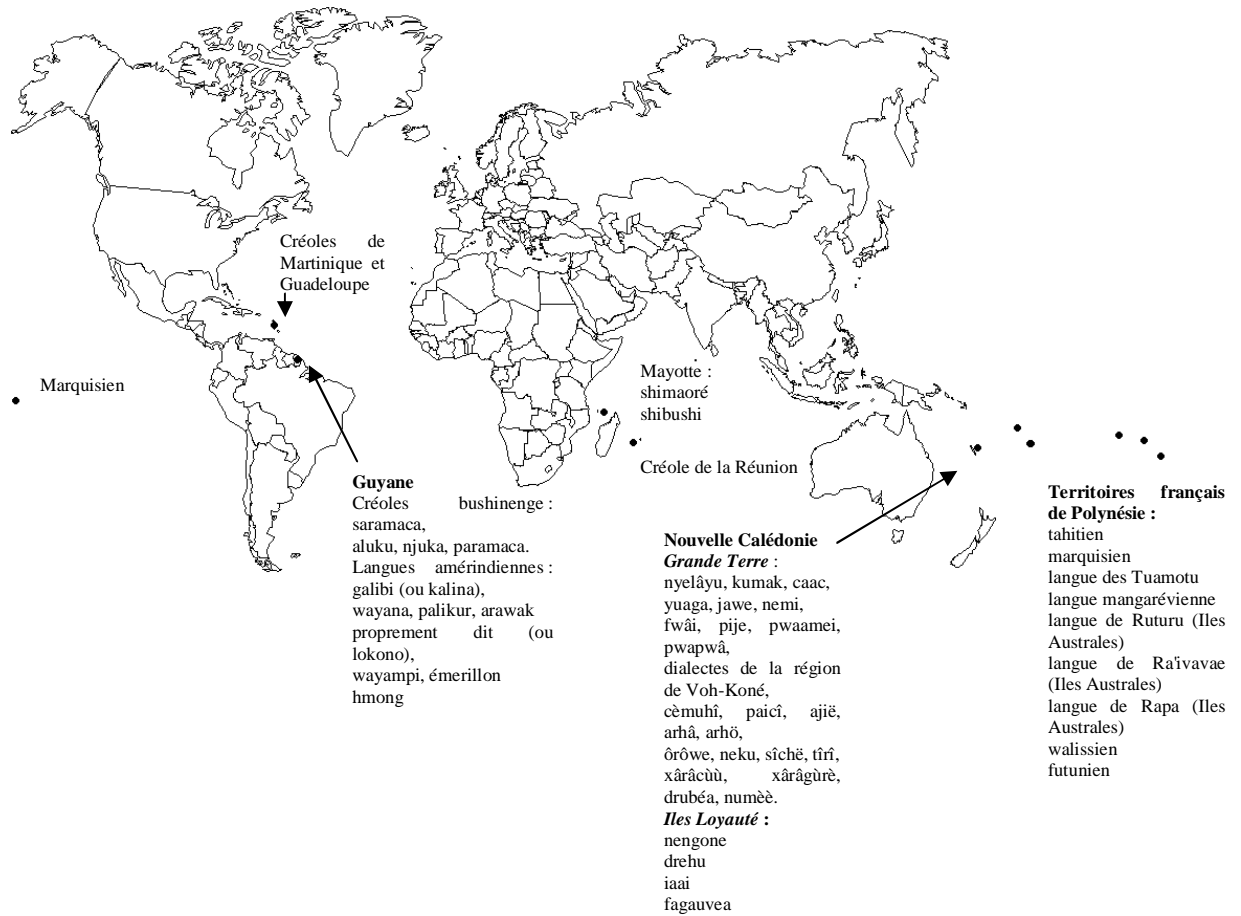 Créoles de
Martinique et
Guadeloupe
Marquisien
Mayotte :
shimaoré
shibushi
Créole de la Réunion
Guyane
Créoles bushinenge :
saramaca,
aluku, njuka, paramaca.
Langues amérindiennes :
galibi (ou kalina),
wayana, palikur, arawak
proprement dit (ou
lokono),
wayampi, émerillon
hmong
Nouvelle Calédonie
Grande Terre :
nyelâyu, kumak, caac,
yuaga, jawe, nemi,
fwâi, pije, pwaamei,
pwapwâ,
dialectes de la région
de Voh-Koné,
cèmuhî, paicî, ajië,
arhâ, arhö,
ôrôwe, neku, sîchë, tîrî,
xârâcùù, xârâgùrè,
drubéa, numèè.
Iles Loyauté :
nengone
drehu
iaai
fagauvea
Territoires français
de Polynésie :
tahitien
marquisien
langue des Tuamotu
langue mangarévienne
langue de Ruturu (Iles
Australes)
langue de Ra'ivavae
(Iles Australes)
langue de Rapa (Iles
Australes)
walissien
futunien